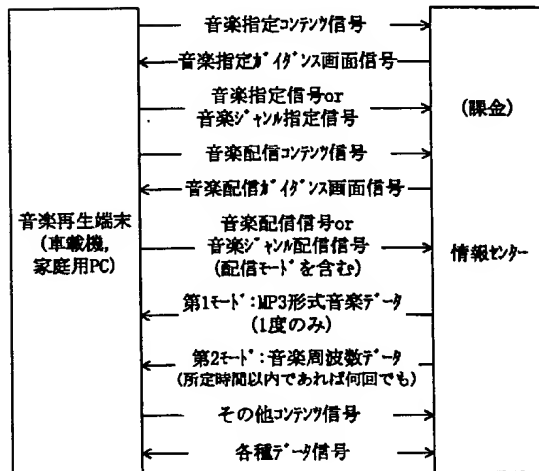 音楽指定ｺﾝﾃﾝﾂ信号
音楽指定ｶﾞｲﾀﾞﾝｽ画面信号
音楽指定信号or
音楽ｼﾞｬﾝﾙ指定信号
(課金)
音楽配信ｺﾝﾃﾝﾂ信号
音楽配信ｶﾞｲﾀﾞﾝｽ画面信号
音楽再生端末
(車載機,
家庭用PC)
音楽配信信号or
音楽ｼﾞｬﾝﾙ配信信号
(配信ﾓｰﾄﾞを含む)
情報ｾﾝﾀｰ
第1ﾓｰﾄﾞ:MP3形式音楽ﾃﾞｰﾀ
(1度のみ)
第2ﾓｰﾄﾞ:音楽周波数ﾃﾞｰﾀ
(所定時間以内であれば何回でも)
その他ｺﾝﾃﾝﾂ信号
各種ﾃﾞｰﾀ信号